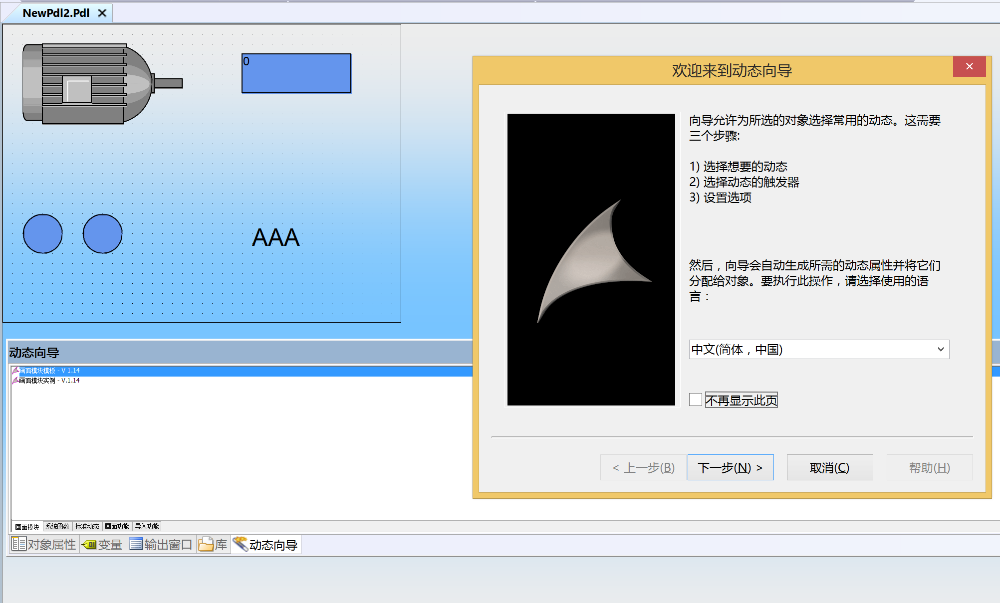 NewPdl2.Pdl
0
AAA
欢迎来到动态向导
向导允许为所选的对象选择常用的动态。这需要
三个步骤:
1) 选择想要的动态
2) 选择动态的触发器
3) 设置选项
然后，向导会自动生成所需的动态属性并将它们
分配给对象。要执行此操作，请选择使用的语
言：
中文(简体，中国)
不再显示此页
< 上一步(B) 下一步(N) > 取消(C) 帮助(H)
动态向导
画面模块模板 - V 1.14
画面模块实例 - V.1.14
画面模块 系统函数 标准动态 画面功能 导入功能
对象属性 变量 输出窗口 库 动态向导